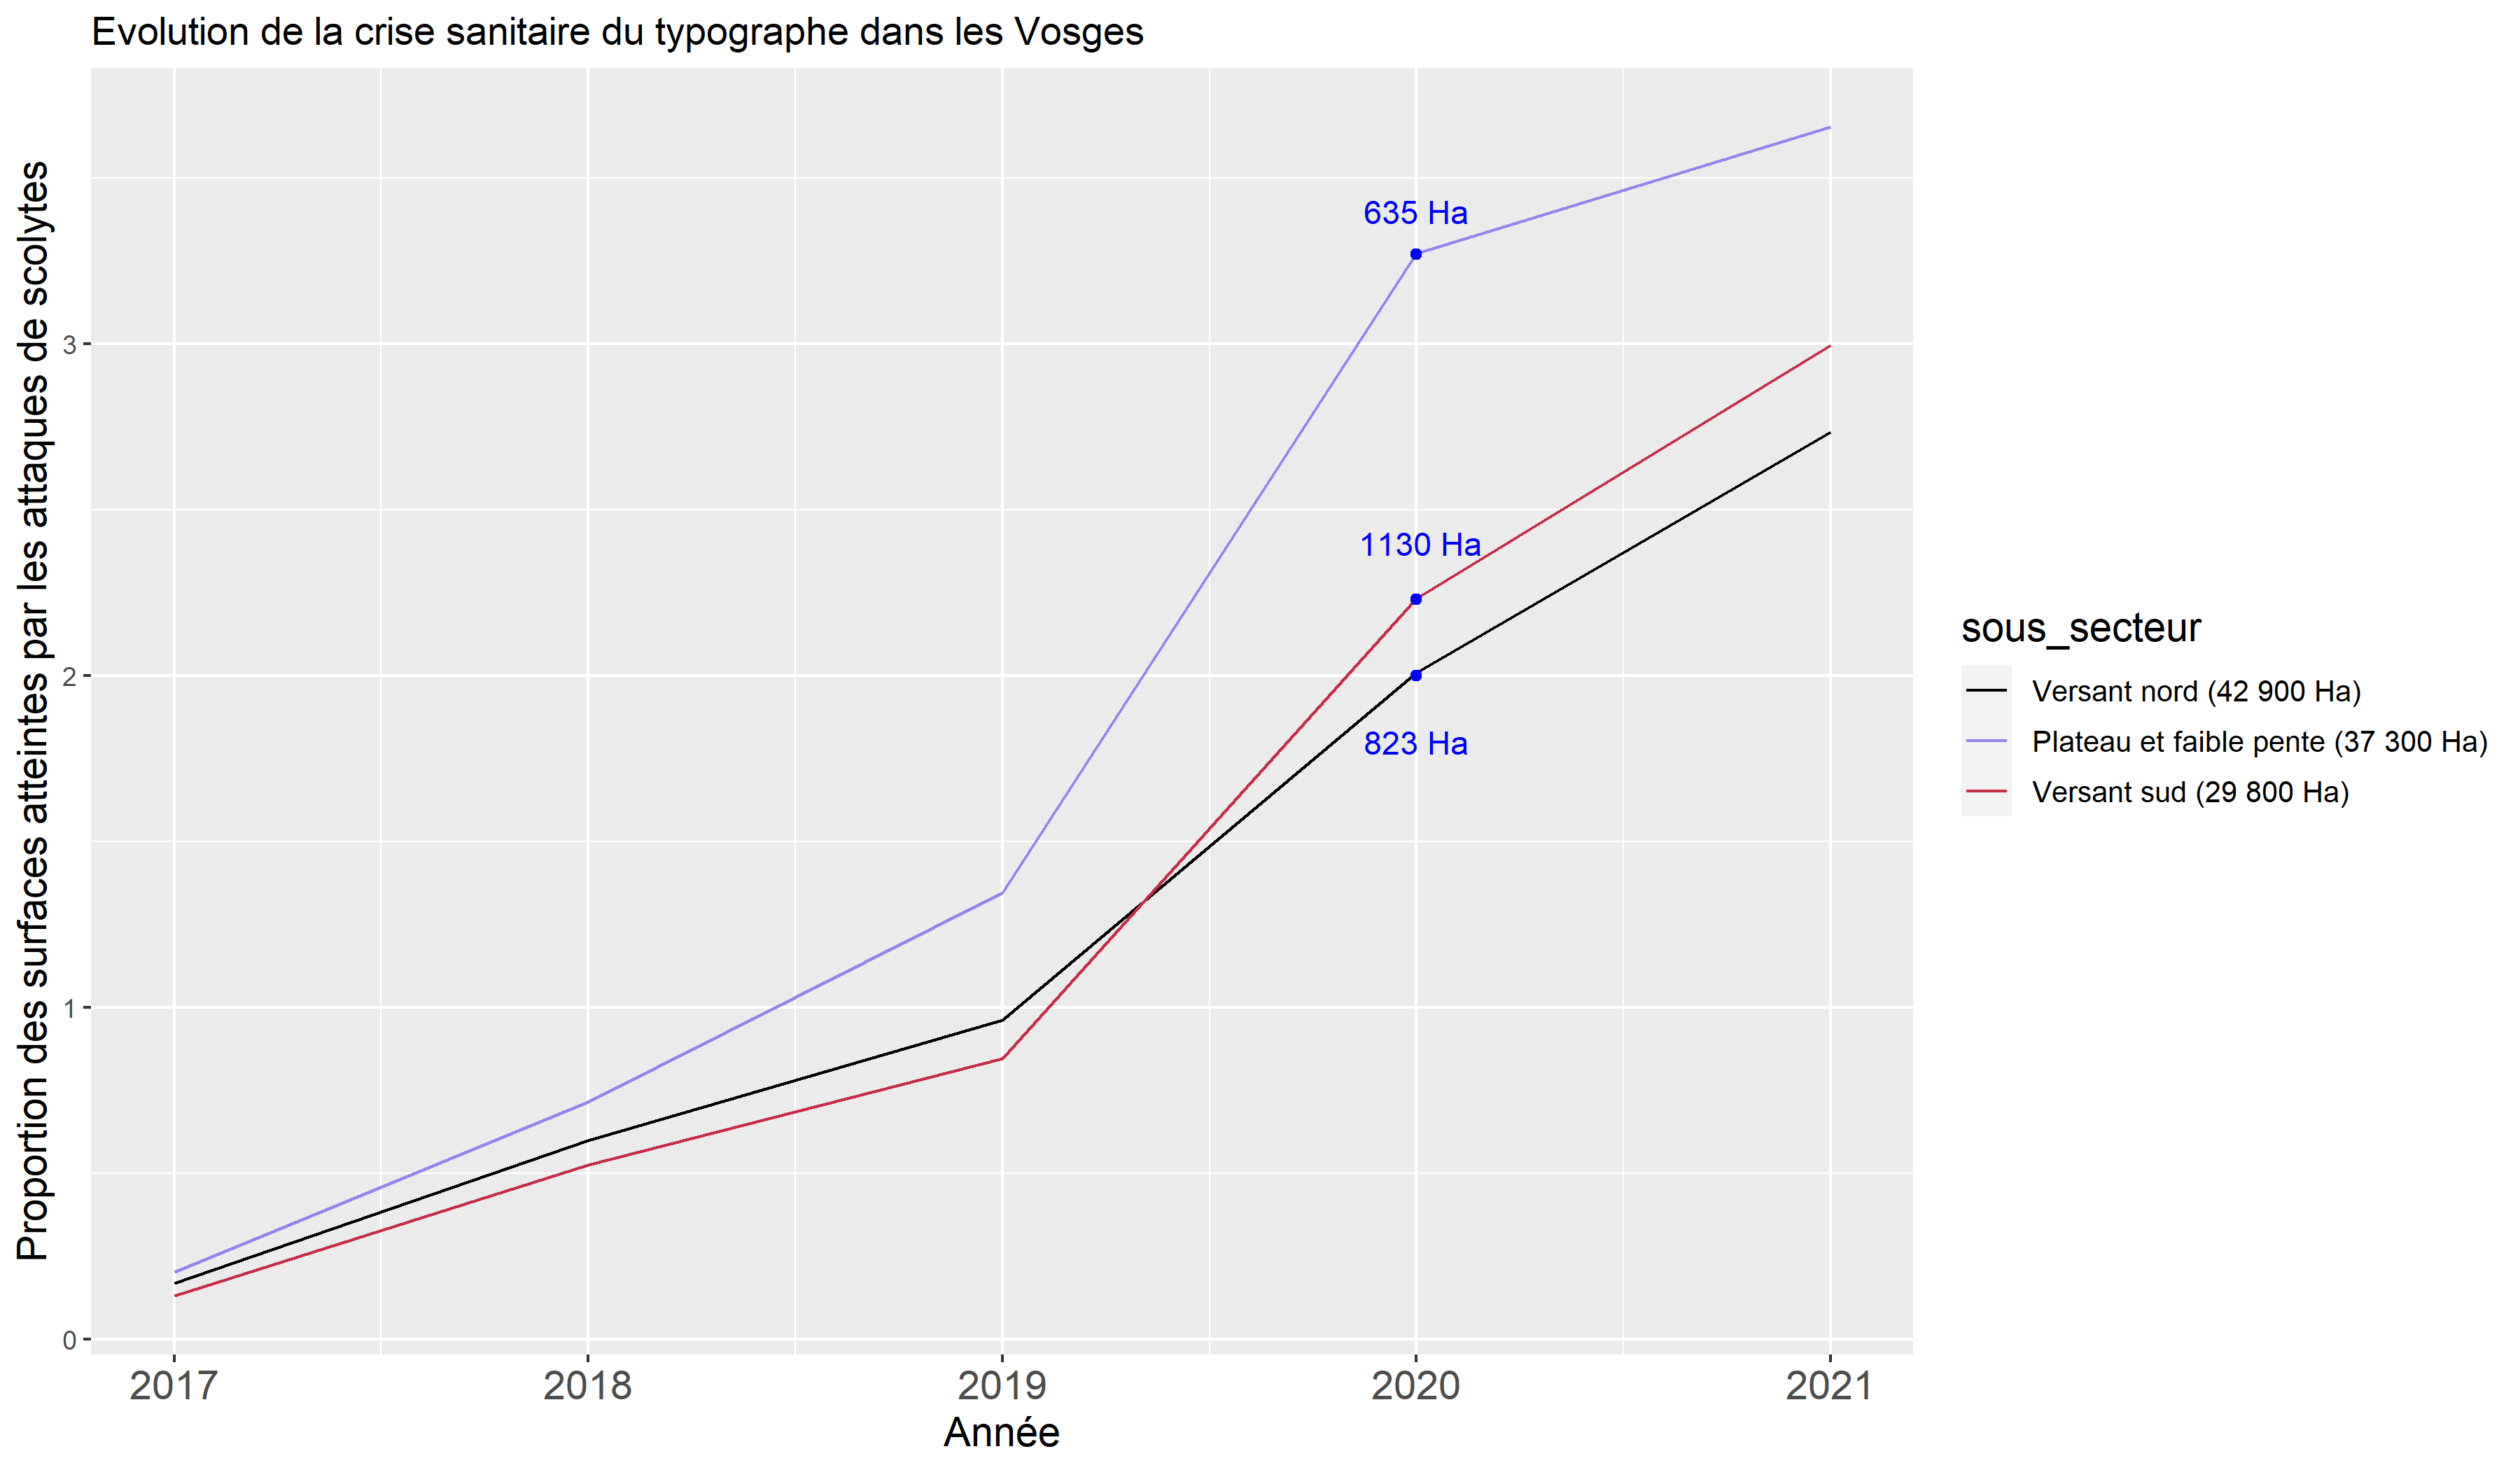 Evolution de la crise sanitaire du typographe dans les Vosges
Proportion des surfaces atteintes par les attaques de scolytes
3
2
1
0
635 Ha
1130 Ha
823 Ha
2017
2018
2019
2020
2021
Année
sous_secteur
Versant nord (42 900 Ha)
Plateau et faible pente (37 300 Ha)
Versant sud (29 800 Ha)